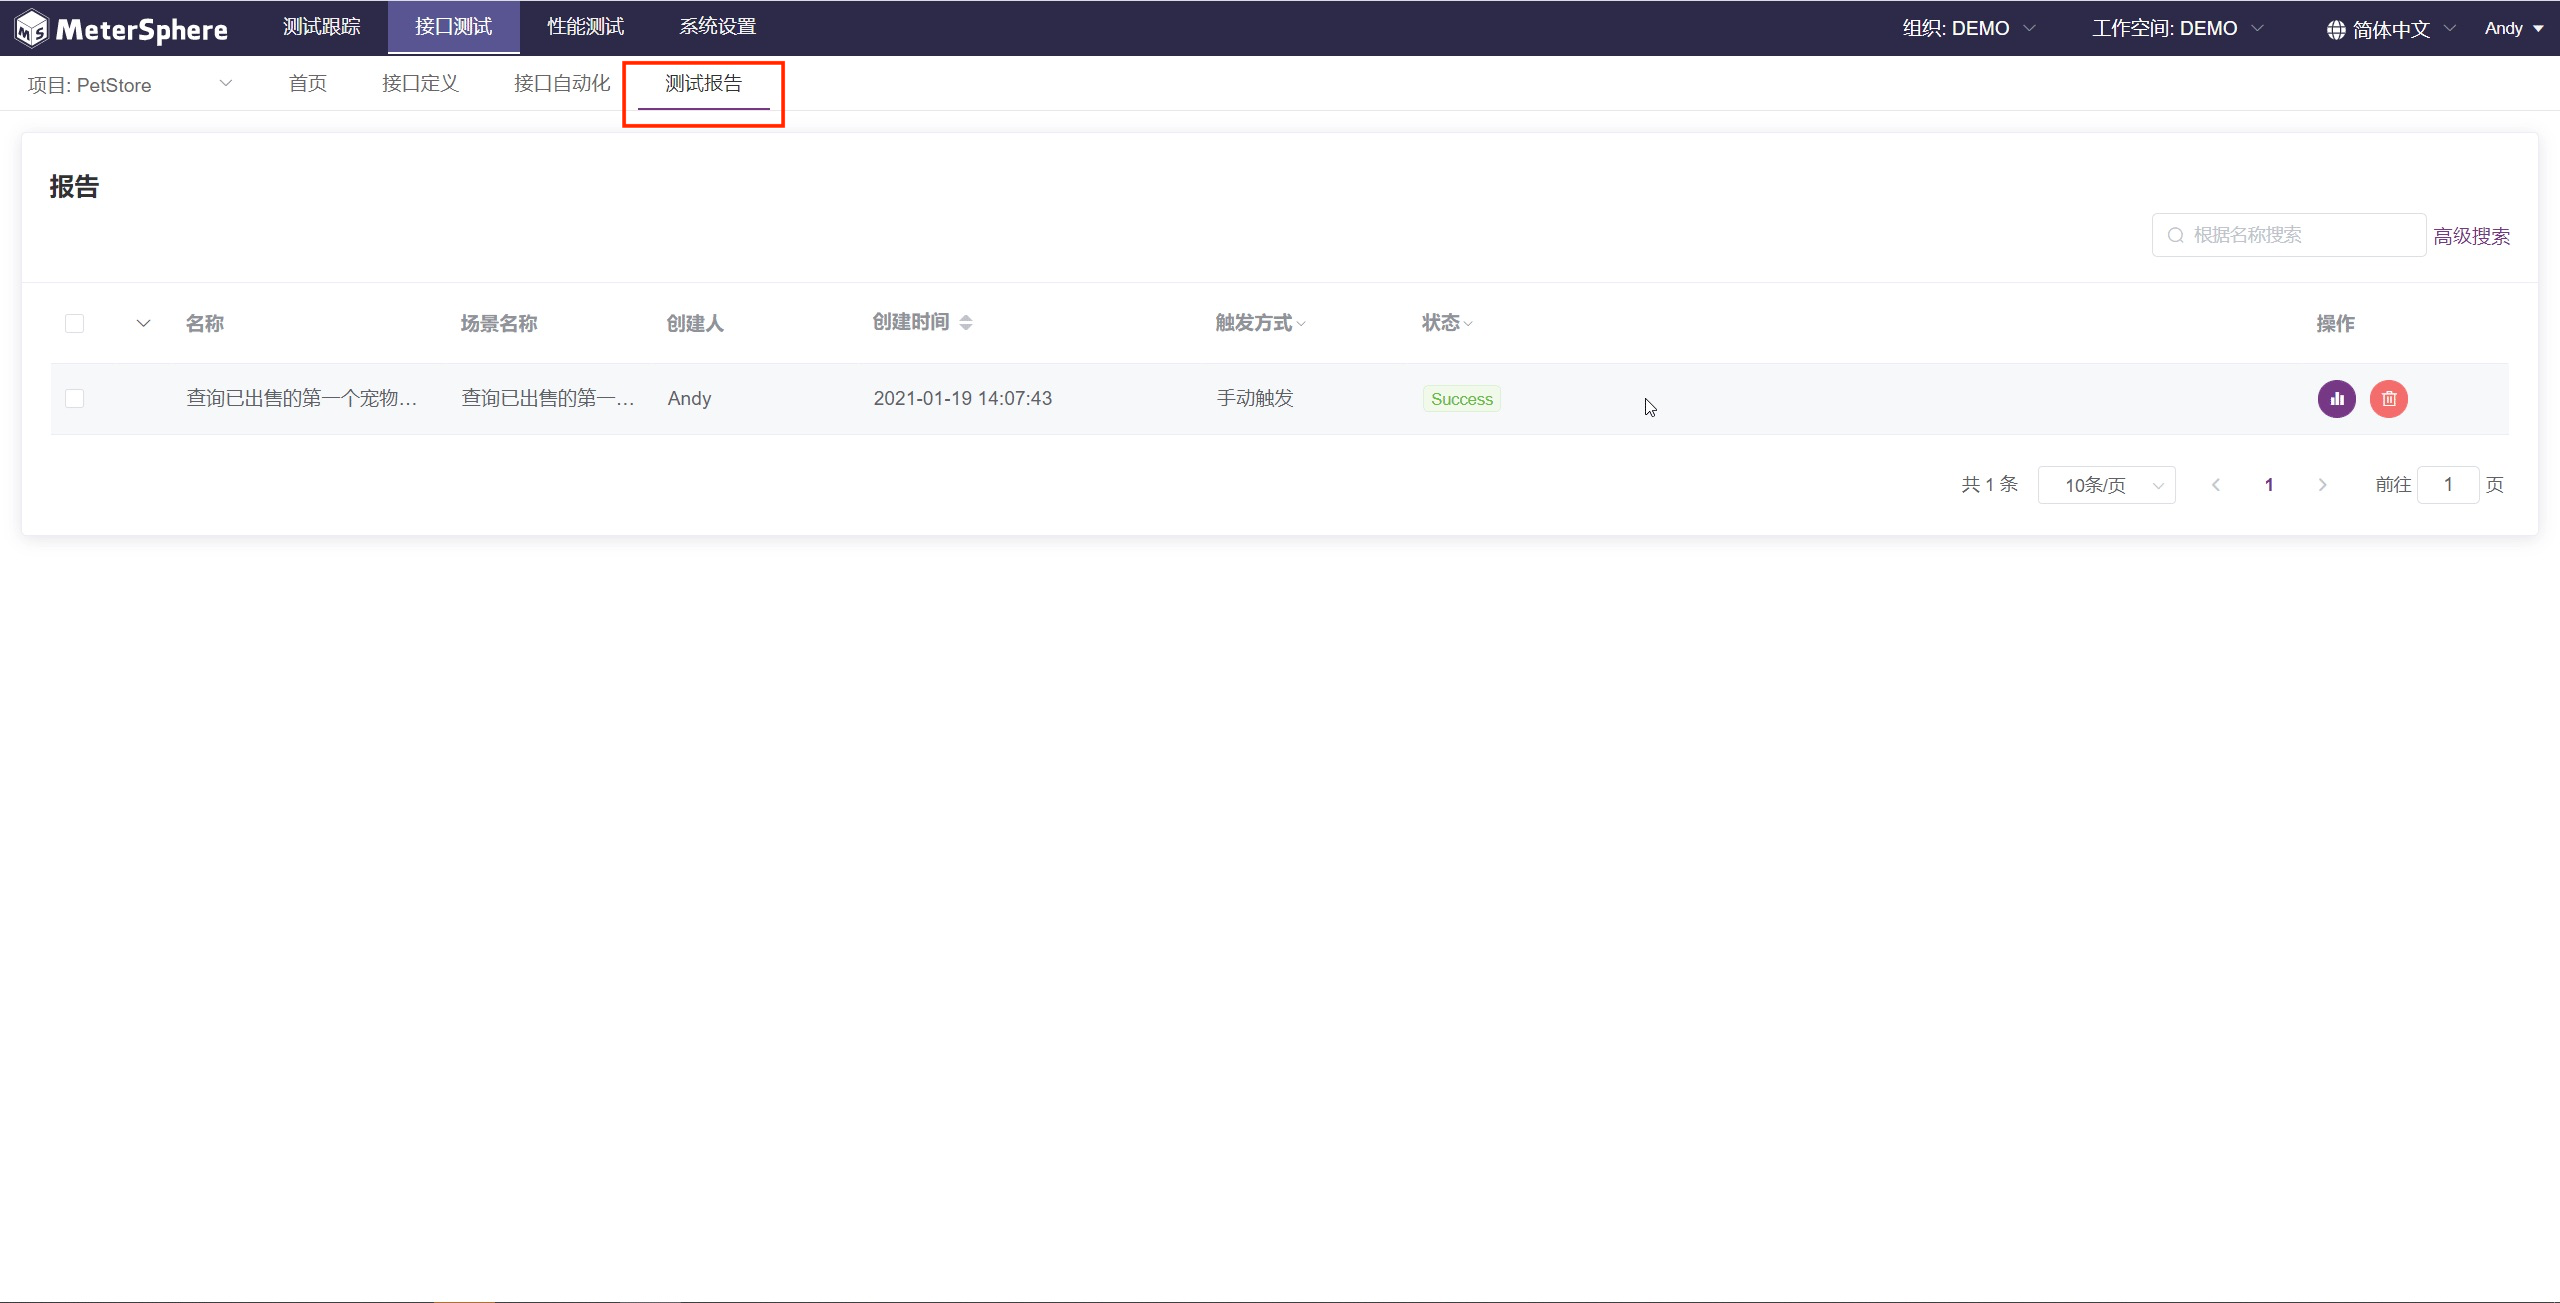 MeterSphere 测试跟踪 接口测试 性能测试 系统设置 组织: DEMO 工作空间: DEMO 简体中文 Andy
项目: PetStore 首页 接口定义 接口自动化 测试报告
报告
根据名称搜索 高级搜索
名称 场景名称 创建人 创建时间 触发方式 状态 操作
查询已出售的第一个宠物... 查询已出售的第一... Andy 2021-01-19 14:07:43 手动触发 Success
共 1 条 10条/页 1 前往 1 页